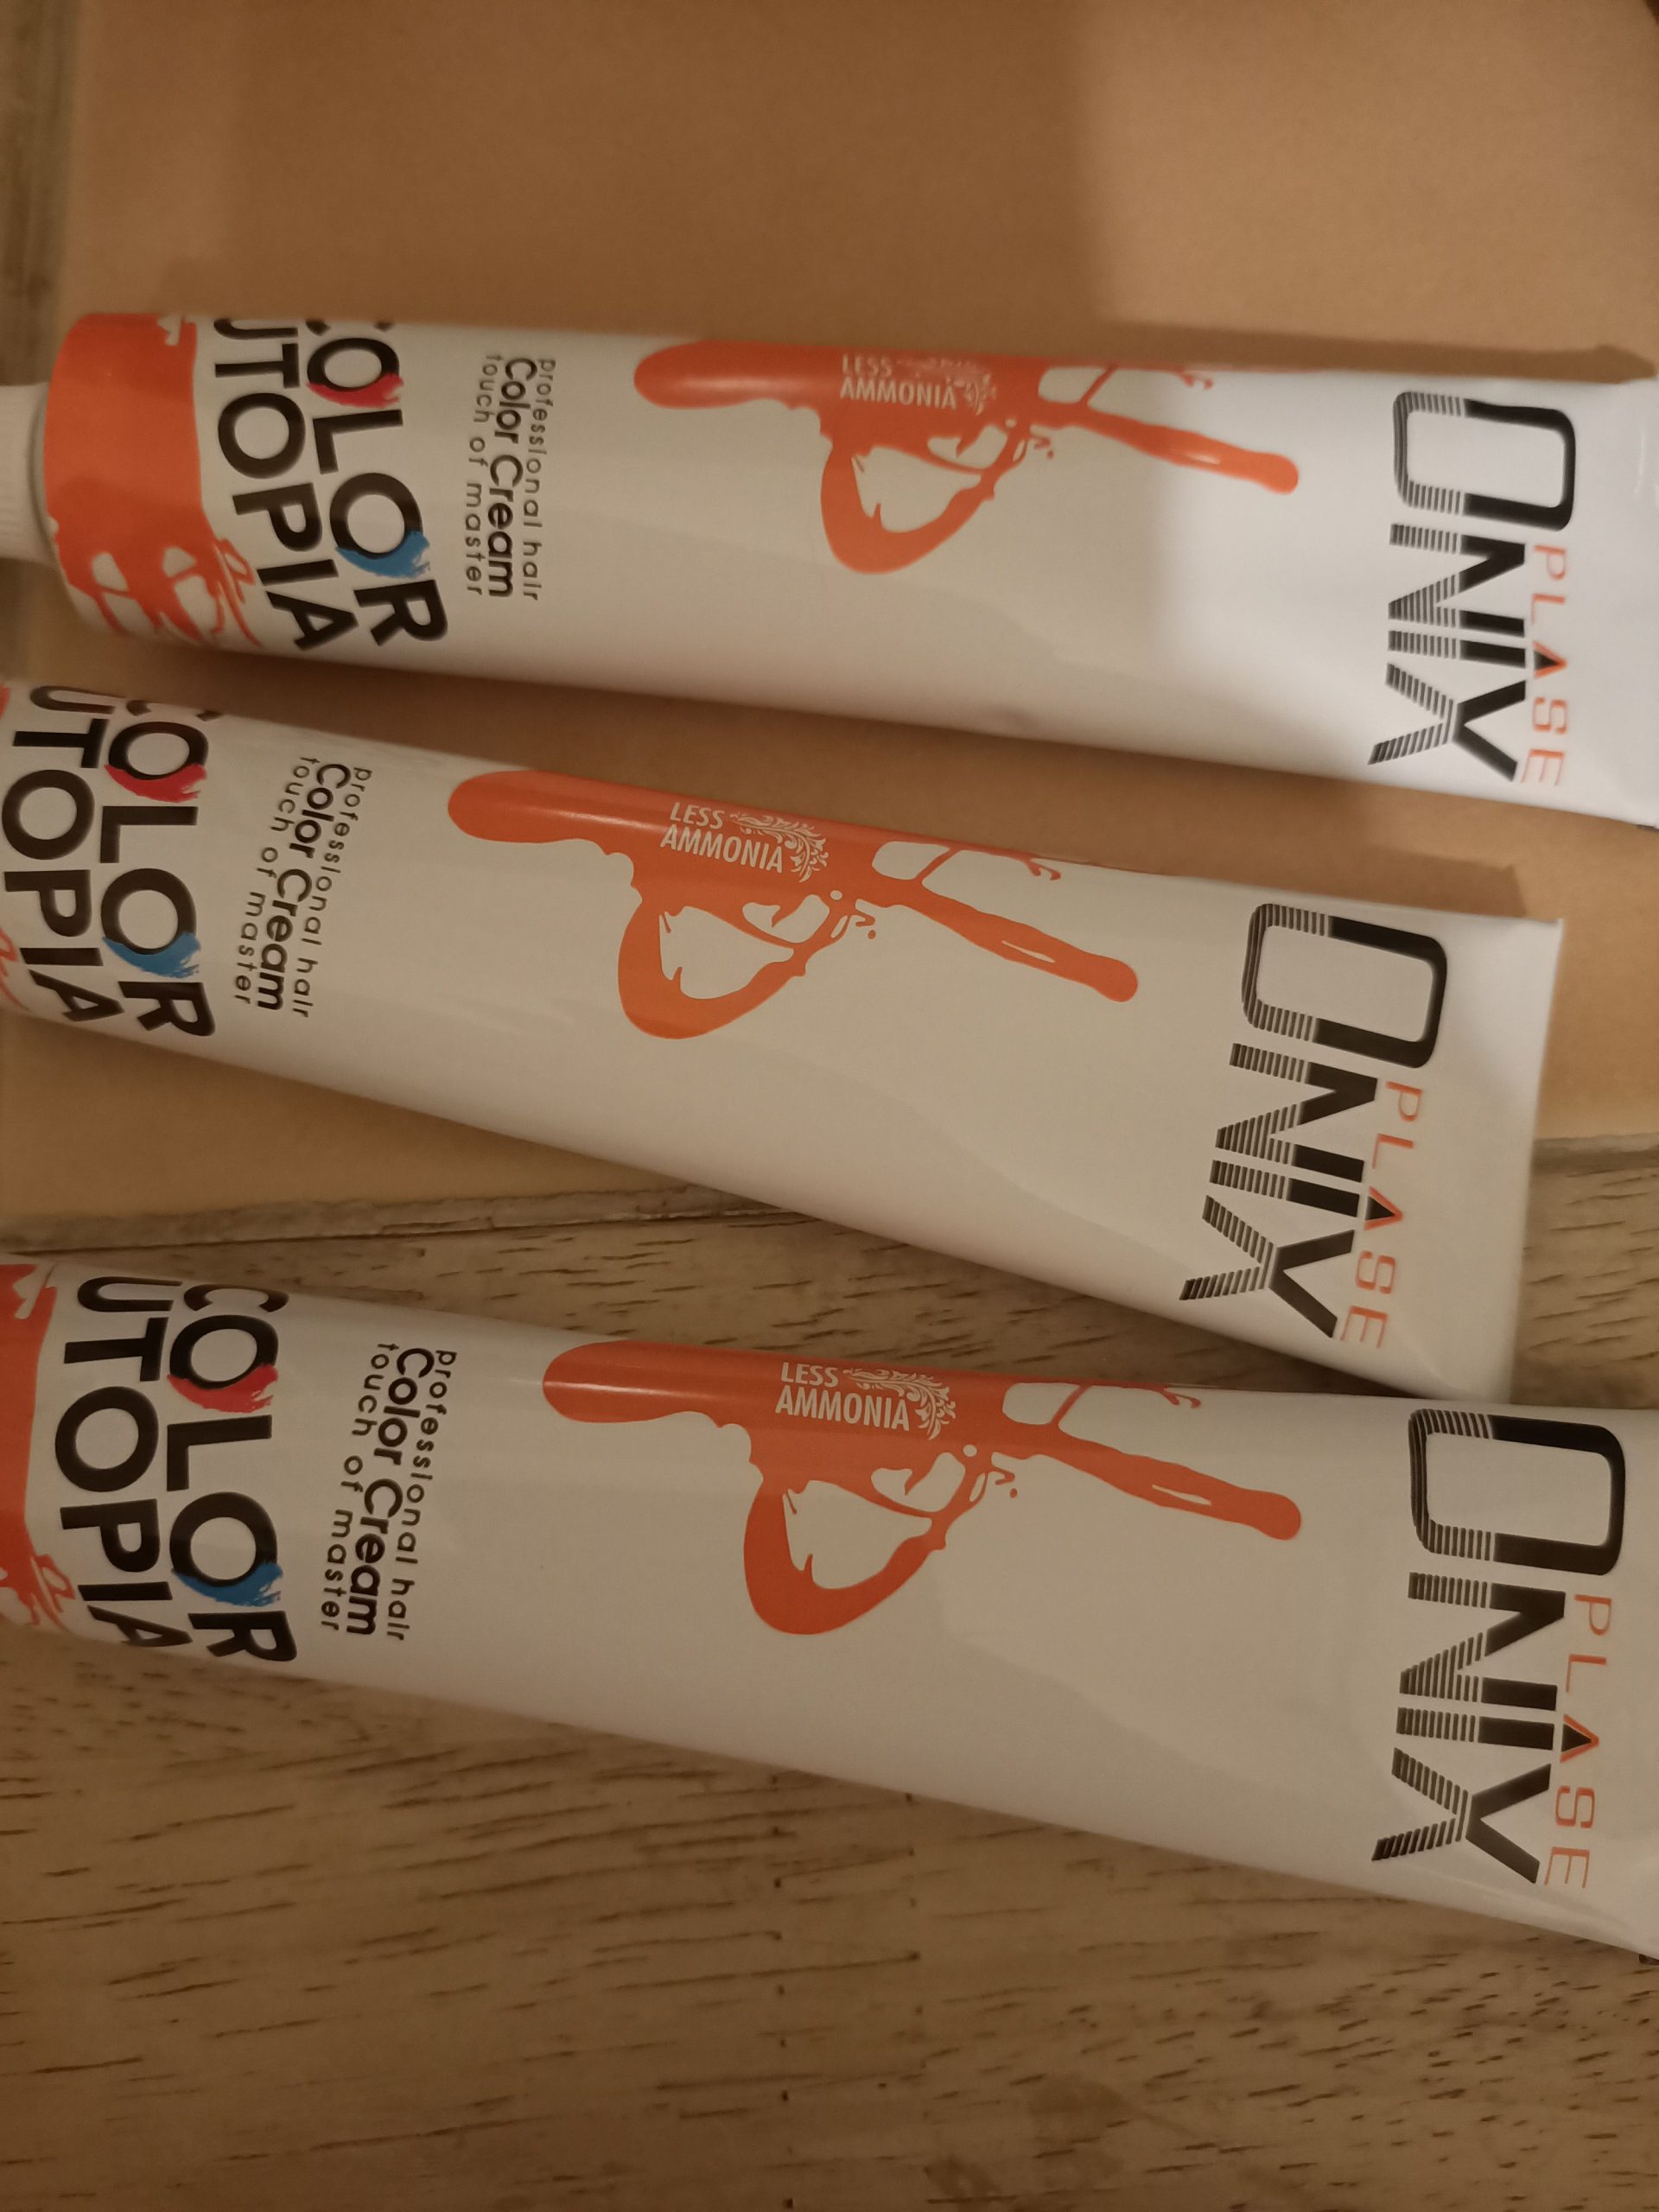 ONIX
PLASE
LESS
AMMONIA
professional hair
Color Cream
touch of master
COLOR
UTOPIA
ONIX
PLASE
LESS
AMMONIA
professional hair
Color Cream
touch of master
COLOR
UTOPIA
ONIX
PLASE
LESS
AMMONIA
professional hair
Color Cream
touch of master
COLOR
UTOPIA